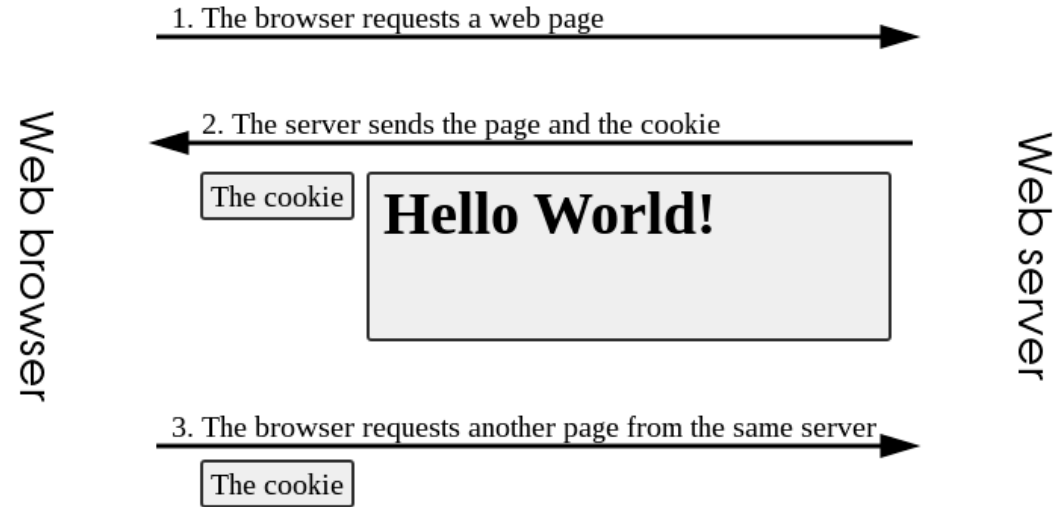 1. The browser requests a web page
2. The server sends the page and the cookie
The cookie
Hello World!
Web browser
Web server
3. The browser requests another page from the same server
The cookie